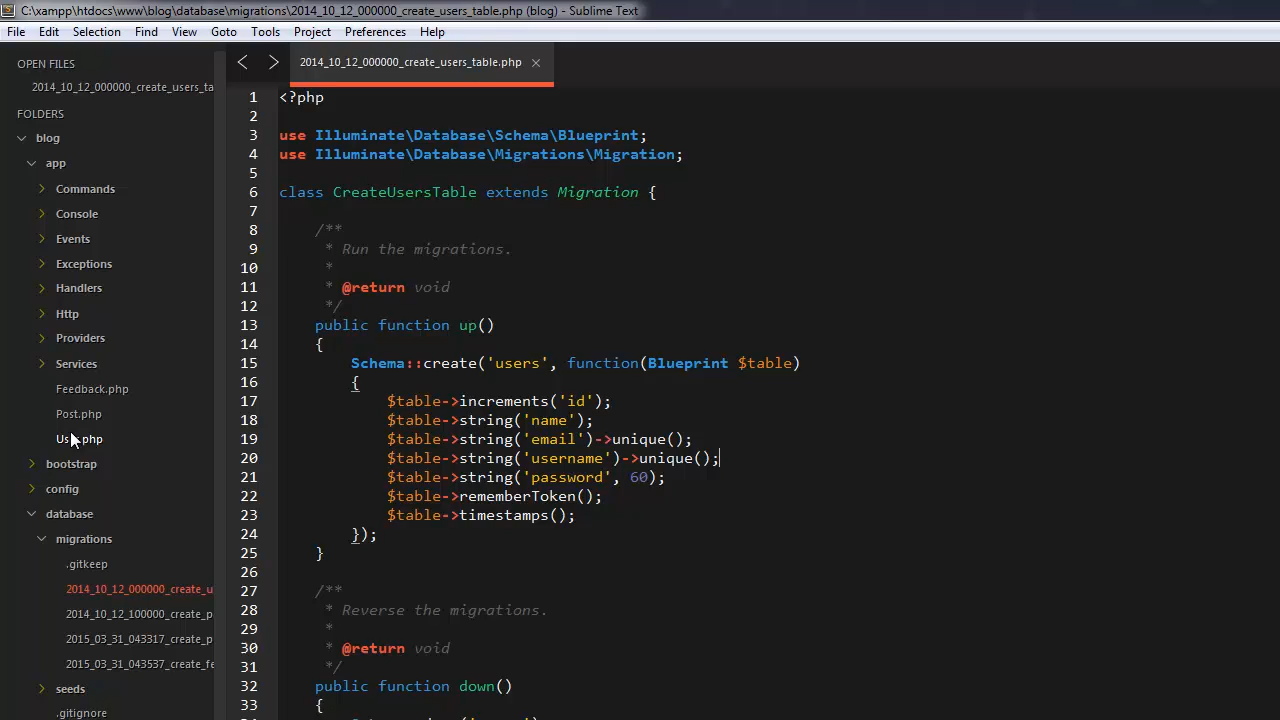 C:\xampp\htdocs\www\blog\database\migrations\2014_10_12_000000_create_users_table.php (blog) - Sublime Text
File Edit Selection Find View Goto Tools Project Preferences Help
OPEN FILES
2014_10_12_000000_create_users_ta
FOLDERS
blog
app
Commands
Console
Events
Exceptions
Handlers
Http
Providers
Services
Feedback.php
Post.php
User.php
bootstrap
config
database
migrations
.gitkeep
2014_10_12_000000_create_u
2014_10_12_100000_create_p
2015_03_31_043317_create_p
2015_03_31_043537_create_fe
seeds
.gitignore
2014_10_12_000000_create_users_table.php ×
1 <?php
2
3 use Illuminate\Database\Schema\Blueprint;
4 use Illuminate\Database\Migrations\Migration;
5
6 class CreateUsersTable extends Migration {
7
8 /**
9 * Run the migrations.
10 *
11 * @return void
12 */
13 public function up()
14 {
15 Schema::create('users', function(Blueprint $table)
16 {
17 $table->increments('id');
18 $table->string('name');
19 $table->string('email')->unique();
20 $table->string('username')->unique();
21 $table->string('password', 60);
22 $table->rememberToken();
23 $table->timestamps();
24 });
25 }
26
27 /**
28 * Reverse the migrations.
29 *
30 * @return void
31 */
32 public function down()
33 {